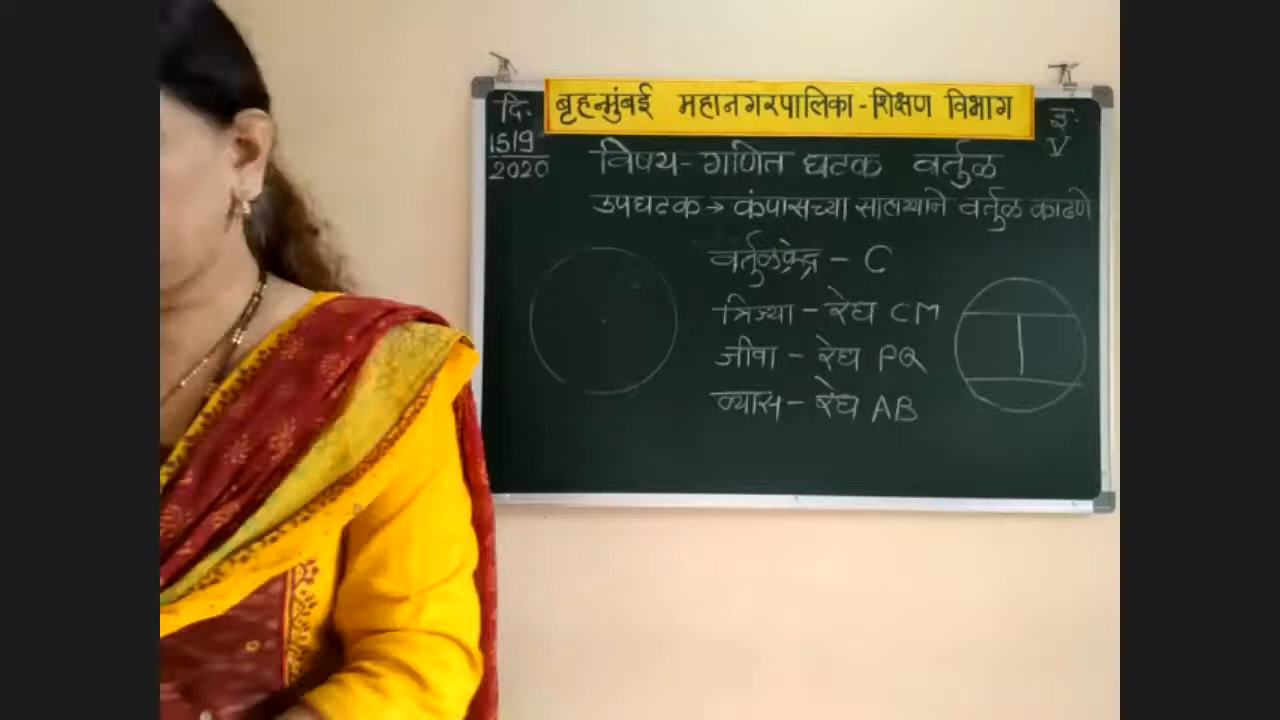 बृहन्मुंबई महानगरपालिका-शिक्षण विभाग
दि.
15/9
2020
इ.
V
विषय- गणित घटक वर्तुळ
उपघटक → कंपासच्या साहाय्याने वर्तुळ काढणे
वर्तुळकेंद्र - C
त्रिज्या - रेघ CM
जीवा - रेघ PQ
व्यास - रेघ AB